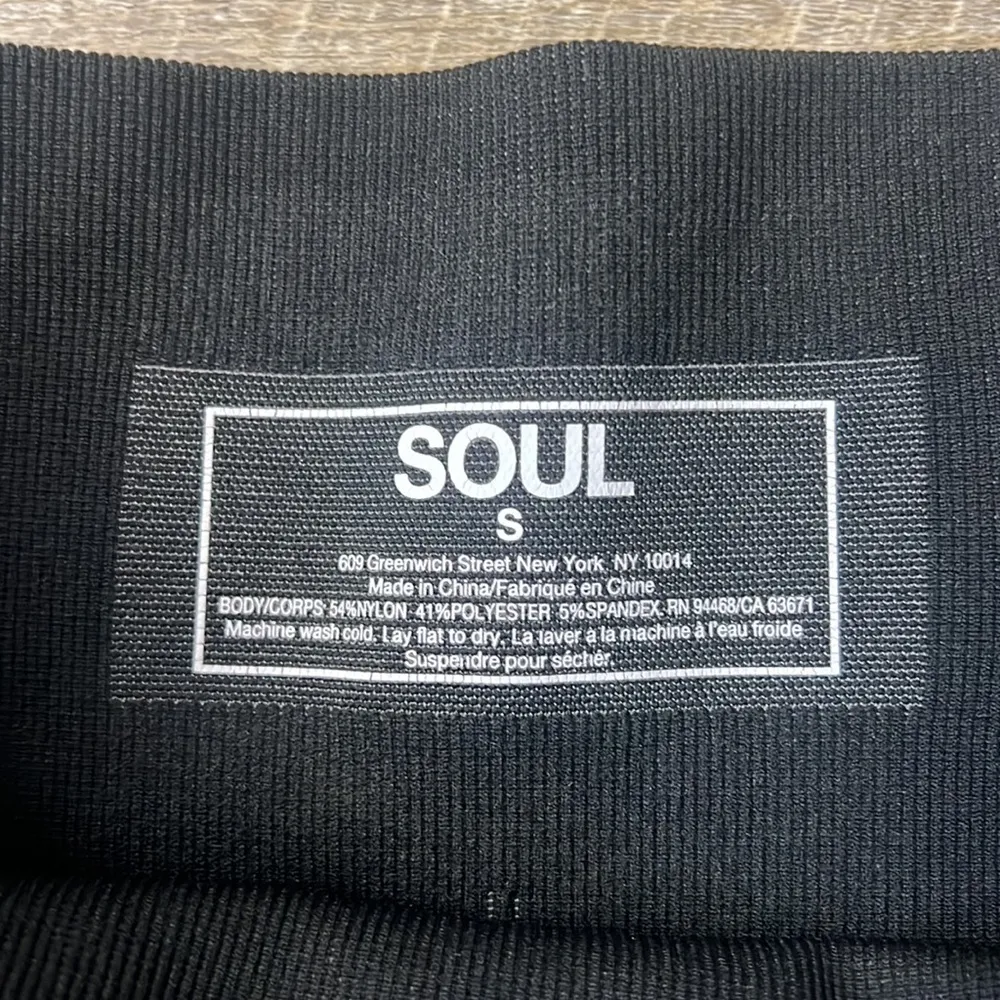 SOUL
S
609 Greenwich Street New York, NY 10014
Made in China/Fabriqué en Chine
BODY/CORPS: 54%NYLON 41%POLYESTER 5%SPANDEX. RN 94468/CA 63671
Machine wash cold. Lay flat to dry. La laver à la machine à l'eau froide
Suspendre pour séchér.